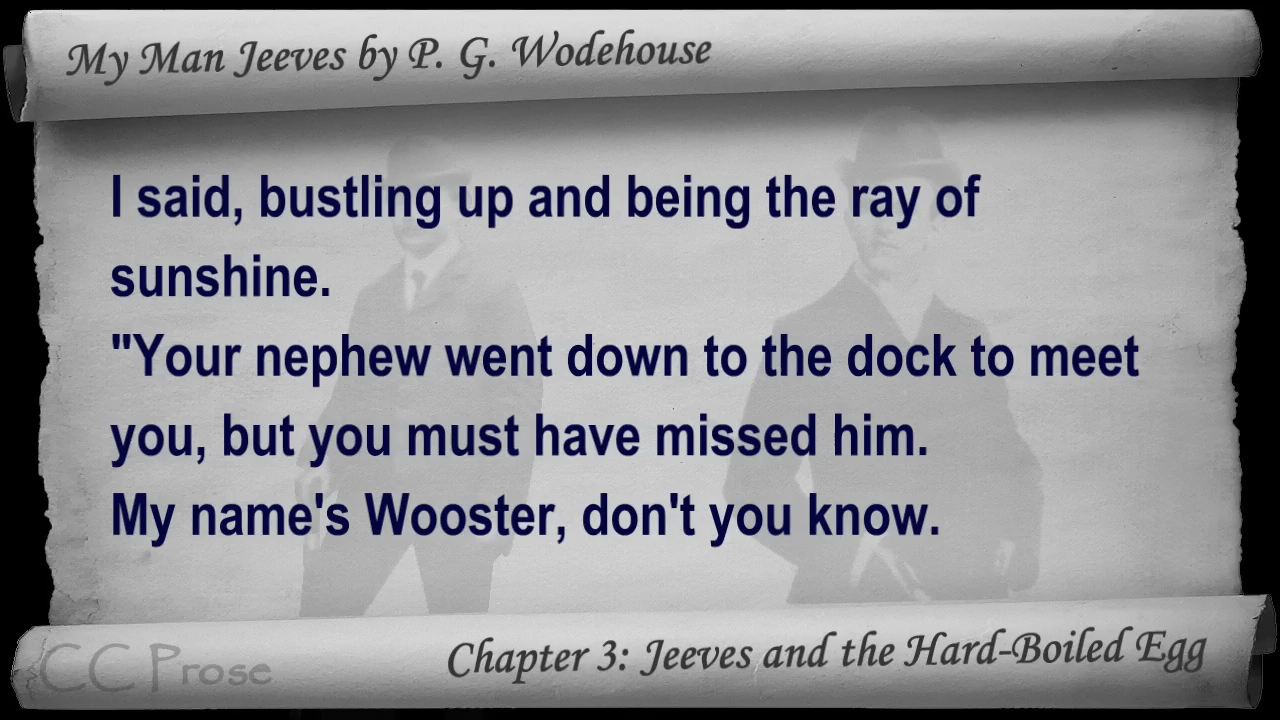 My Man Jeeves by P. G. Wodehouse
I said, bustling up and being the ray of
sunshine.
"Your nephew went down to the dock to meet
you, but you must have missed him.
My name's Wooster, don't you know.
CC Prose
Chapter 3: Jeeves and the Hard-Boiled Egg